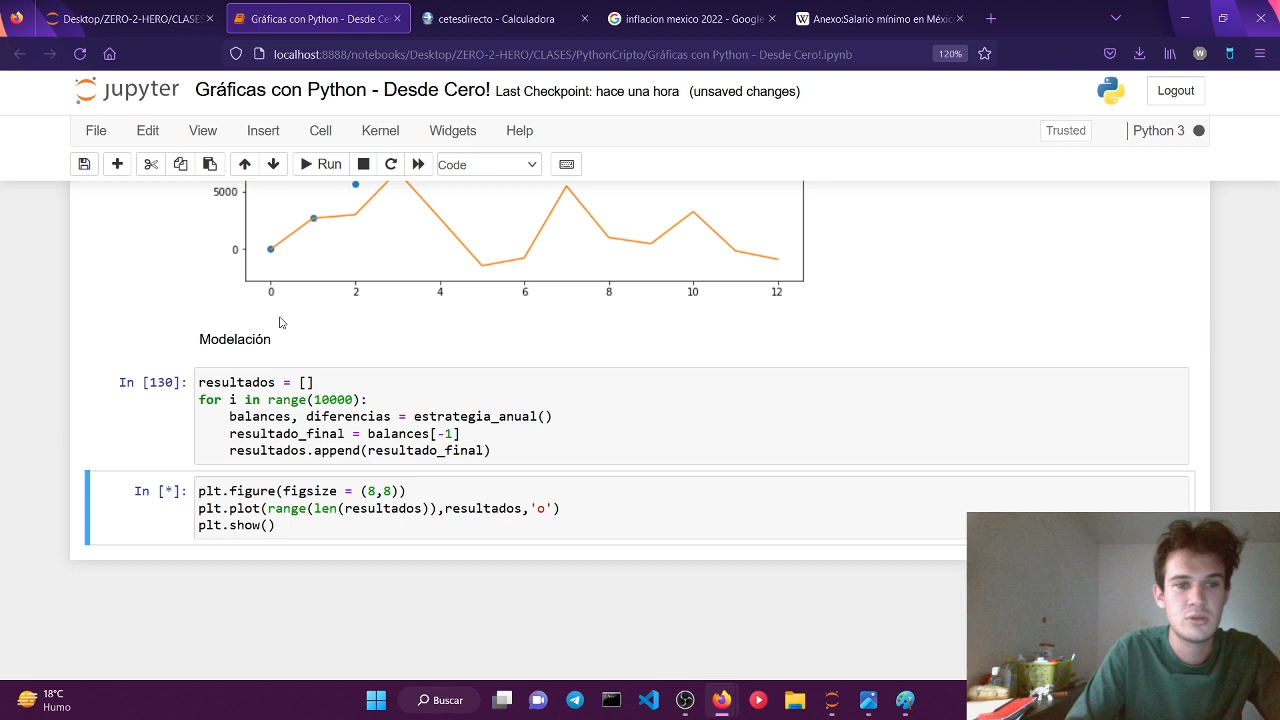 Desktop/ZERO-2-HERO/CLASES
Gráficas con Python - Desde Ce
cetesdirecto - Calculadora
inflacion mexico 2022 - Buscar
Anexo:Salario mínimo en Méxic
localhost:8888/notebooks/Desktop/ZERO-2-HERO/CLASES/PythonCripto/Gráficas con Python - Desde Cero!.ipynb
120%
jupyter Gráficas con Python - Desde Cero! Last Checkpoint: hace una hora (unsaved changes)
Logout
File Edit View Insert Cell Kernel Widgets Help
Trusted
Python 3
Run
Code
5000
0
0 2 4 6 8 10 12
Modelación
In [130]:
resultados = []
for i in range(10000):
balances, diferencias = estrategia_anual()
resultado_final = balances[-1]
resultados.append(resultado_final)
In [*]:
plt.figure(figsize = (8,8))
plt.plot(range(len(resultados)),resultados,'o')
plt.show()
18°C
Humo
Buscar